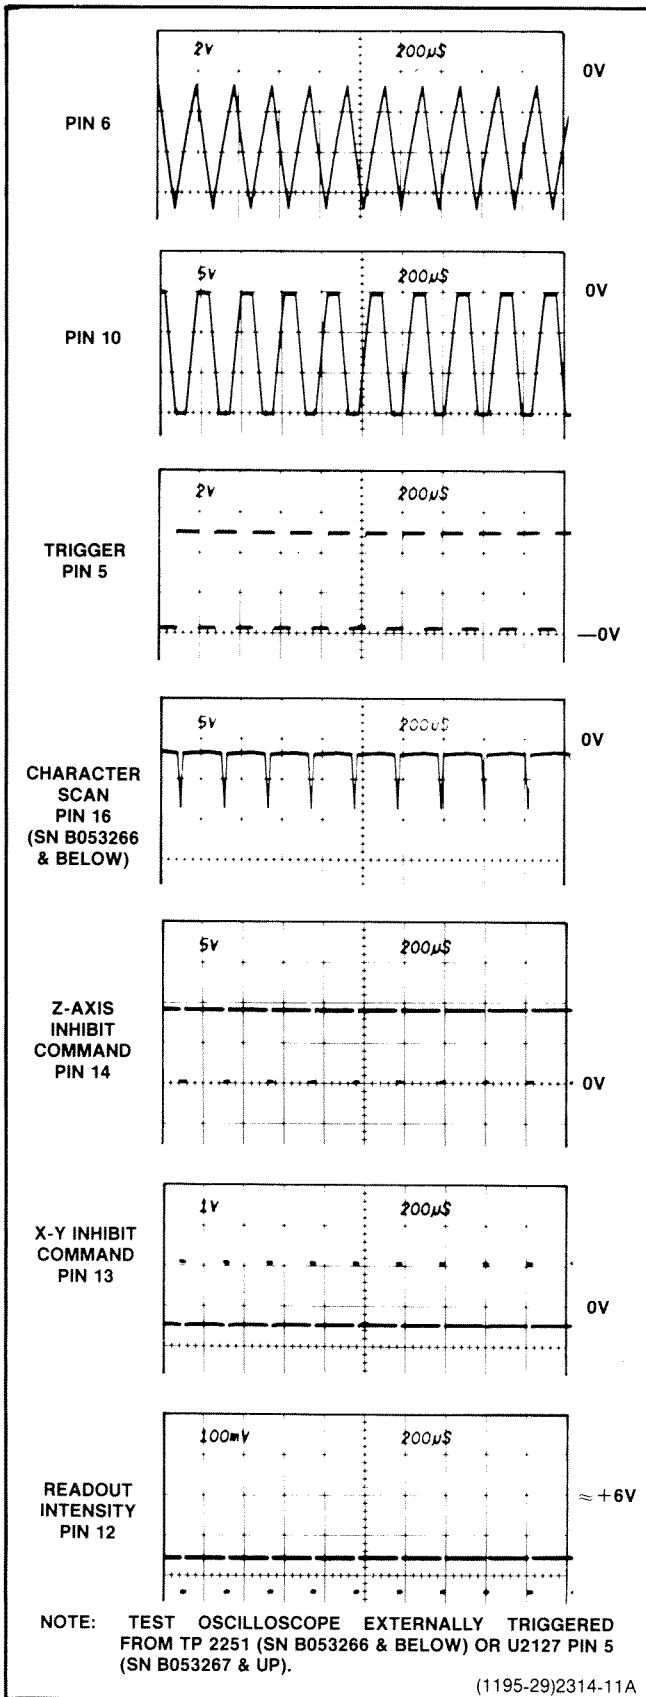 2V 200µS 0V
PIN 6
5V 200µS 0V
PIN 10
2V 200µS
TRIGGER
PIN 5
—0V
5V 200µS 0V
CHARACTER
SCAN
PIN 16
(SN B053266
& BELOW)
5V 200µS
Z-AXIS
INHIBIT
COMMAND
PIN 14
0V
1V 200µS
X-Y INHIBIT
COMMAND
PIN 13
0V
100mV 200µS
READOUT
INTENSITY
PIN 12
≈+6V
NOTE: TEST OSCILLOSCOPE EXTERNALLY TRIGGERED
FROM TP 2251 (SN B053266 & BELOW) OR U2127 PIN 5
(SN B053267 & UP).
(1195-29)2314-11A